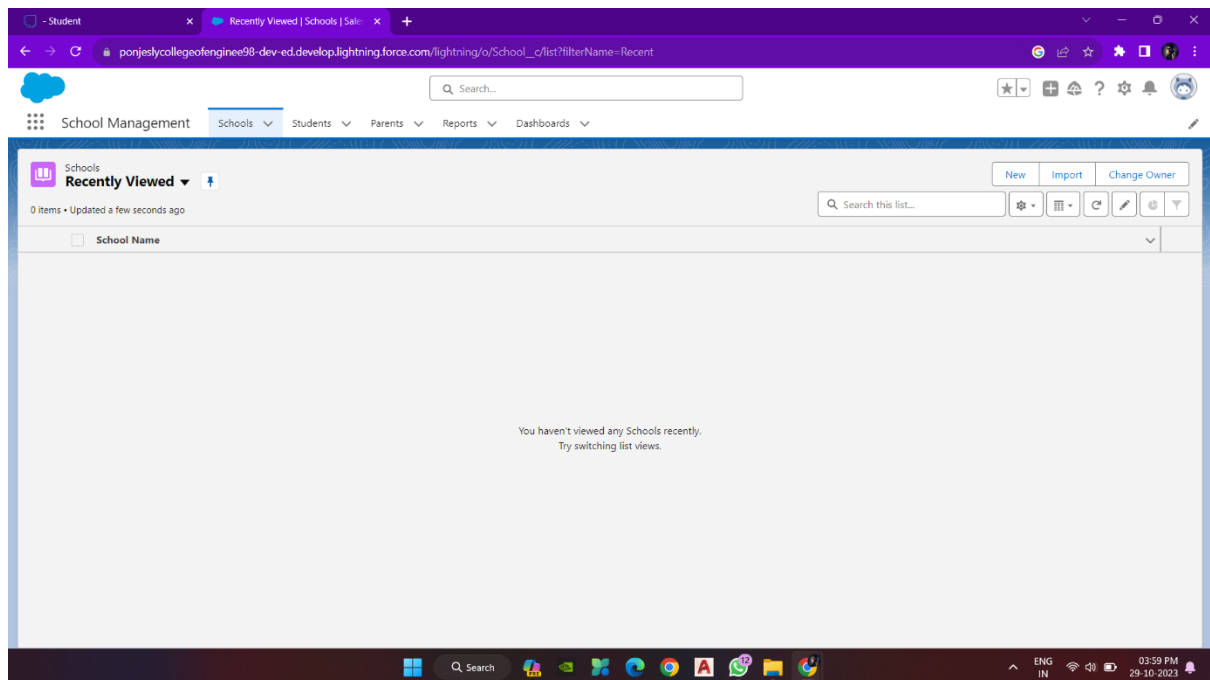 - Student
Recently Viewed | Schools | Sale
ponjeslycollegeofenginee98-dev-ed.develop.lightning.force.com/lightning/o/School__c/list?filterName=Recent
Search...
School Management Schools Students Parents Reports Dashboards
Schools
Recently Viewed
New Import Change Owner
0 items • Updated a few seconds ago
Search this list...
School Name
You haven't viewed any Schools recently.
Try switching list views.
Search
PRE
12
ENG
IN
03:59 PM
29-10-2023